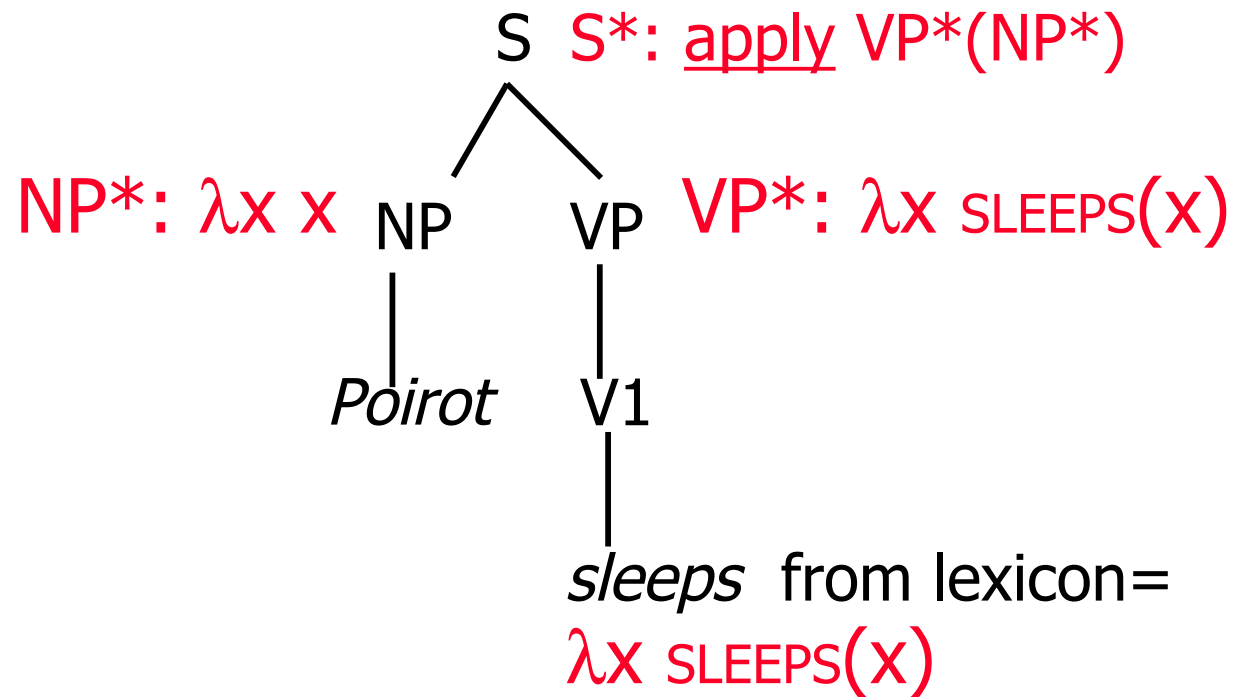 S S*: apply VP*(NP*)
NP*: λx x NP VP VP*: λx SLEEPS(x)
Poirot V1
sleeps from lexicon=
λx SLEEPS(x)